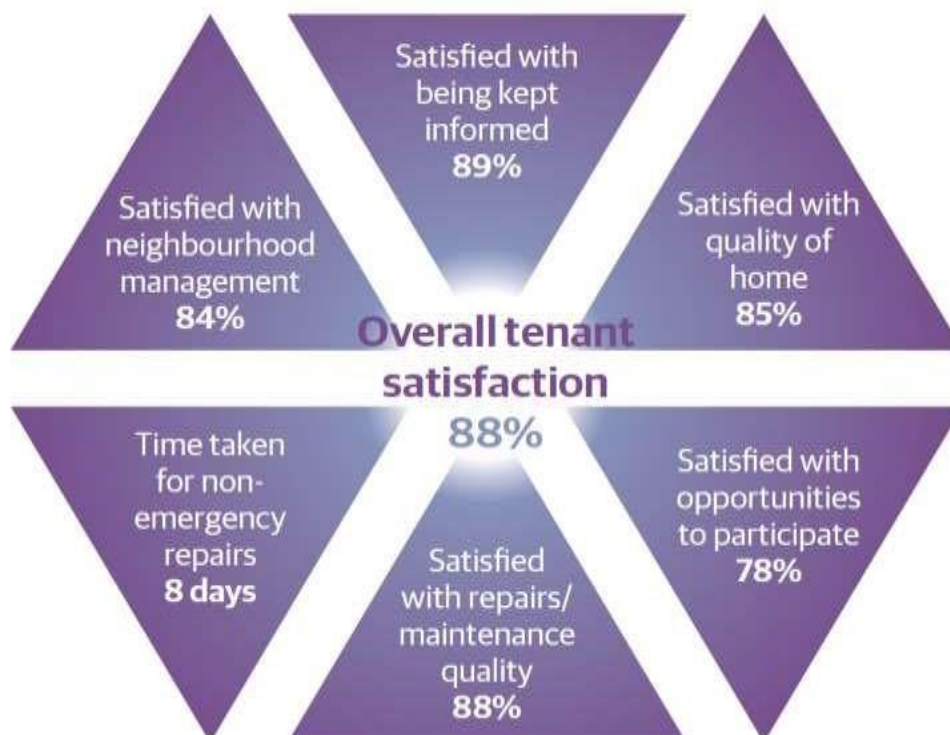 Satisfied with
being kept
informed
89%
Satisfied with
neighbourhood
management
84%
Satisfied with
quality of
home
85%
Overall tenant
satisfaction
88%
Time taken
for non-
emergency
repairs
8 days
Satisfied
with repairs/
maintenance
quality
88%
Satisfied with
opportunities
to participate
78%